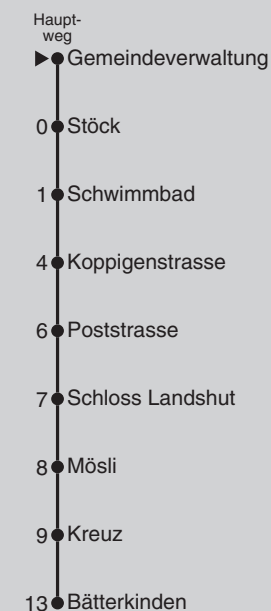 Haupt-
weg
Gemeindeverwaltung
0 Stöck
1 Schwimmbad
4 Koppigenstrasse
6 Poststrasse
7 Schloss Landshut
8 Mösli
9 Kreuz
13 Bätterkinden